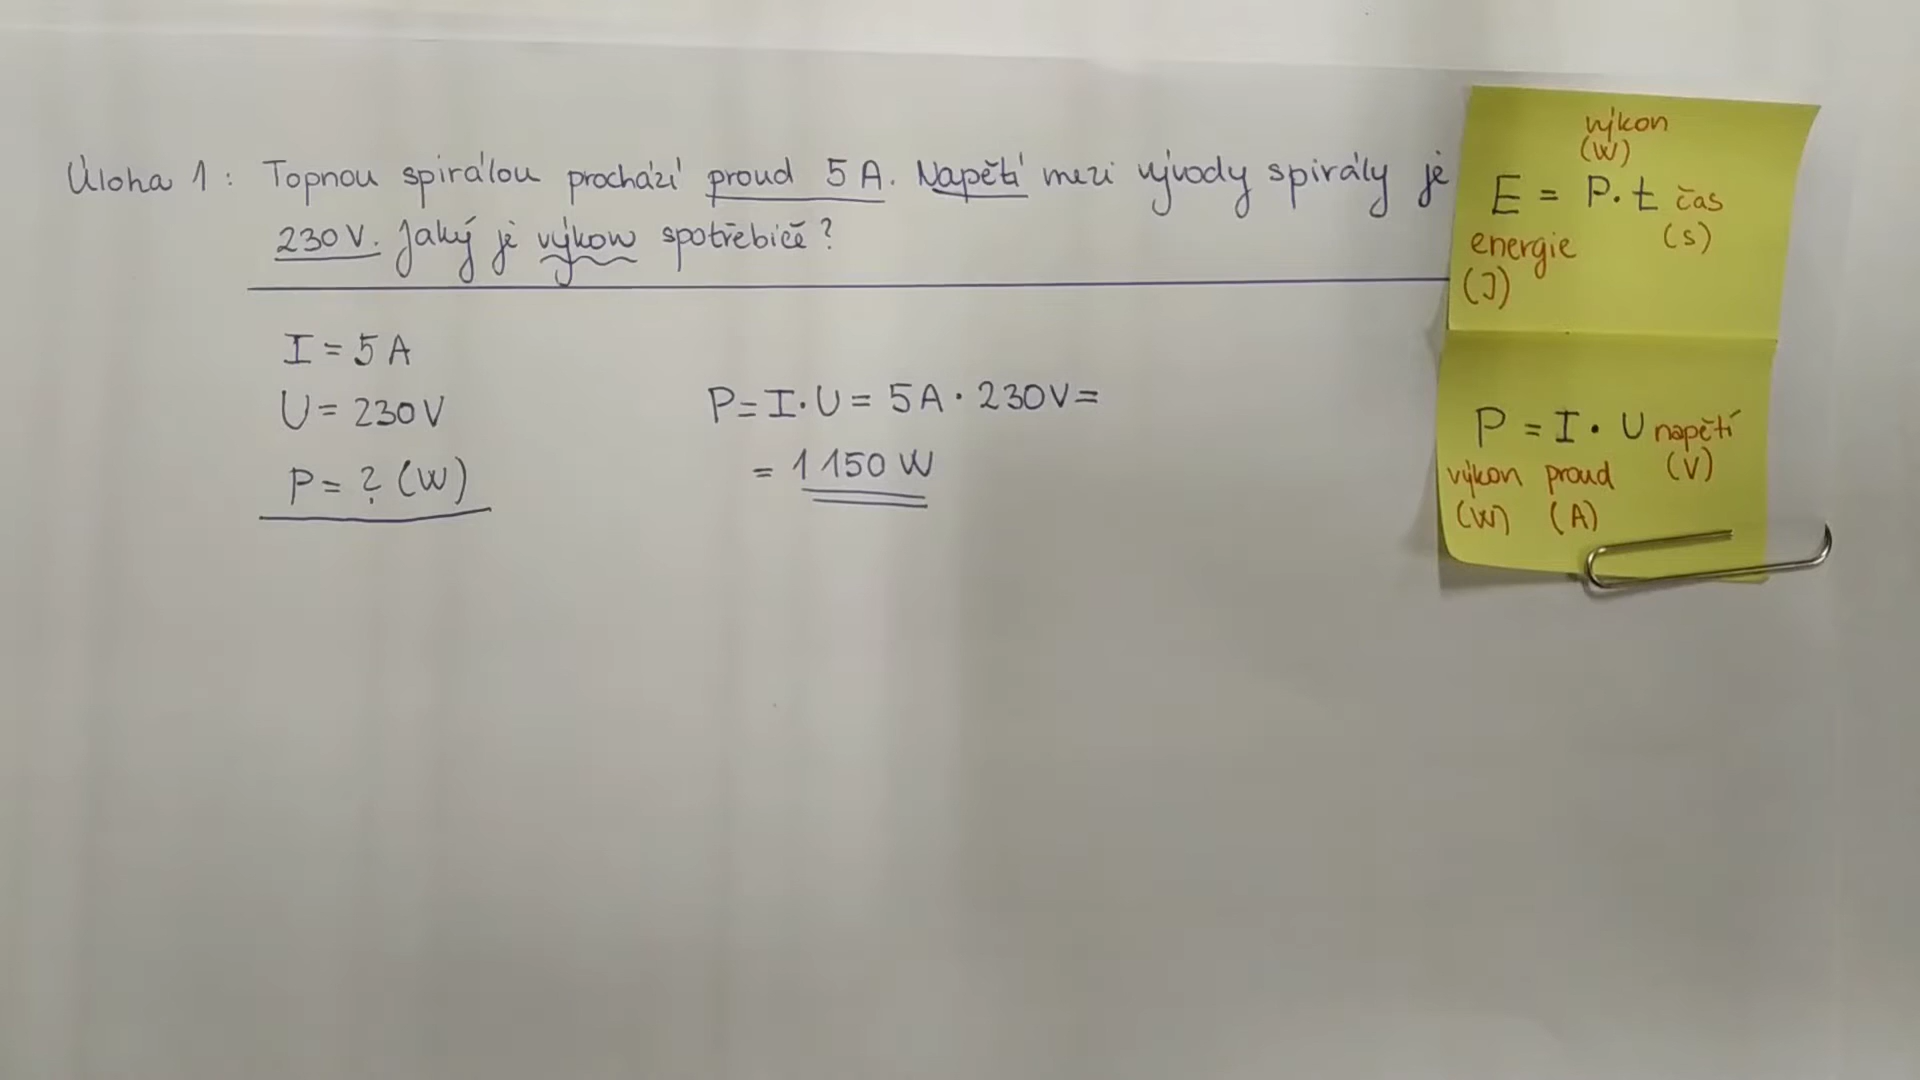 Úloha 1: Topnou spirálou prochází proud 5 A. Napětí mezi vývody spirály je
230 V. Jaký je výkon spotřebiče?
I = 5 A
U = 230 V
P = ? (W)
P = I · U = 5 A · 230 V =
= 1 150 W
výkon
(W)
E = P · t čas
energie (s)
(J)
P = I · U napětí
výkon proud (V)
(W) (A)